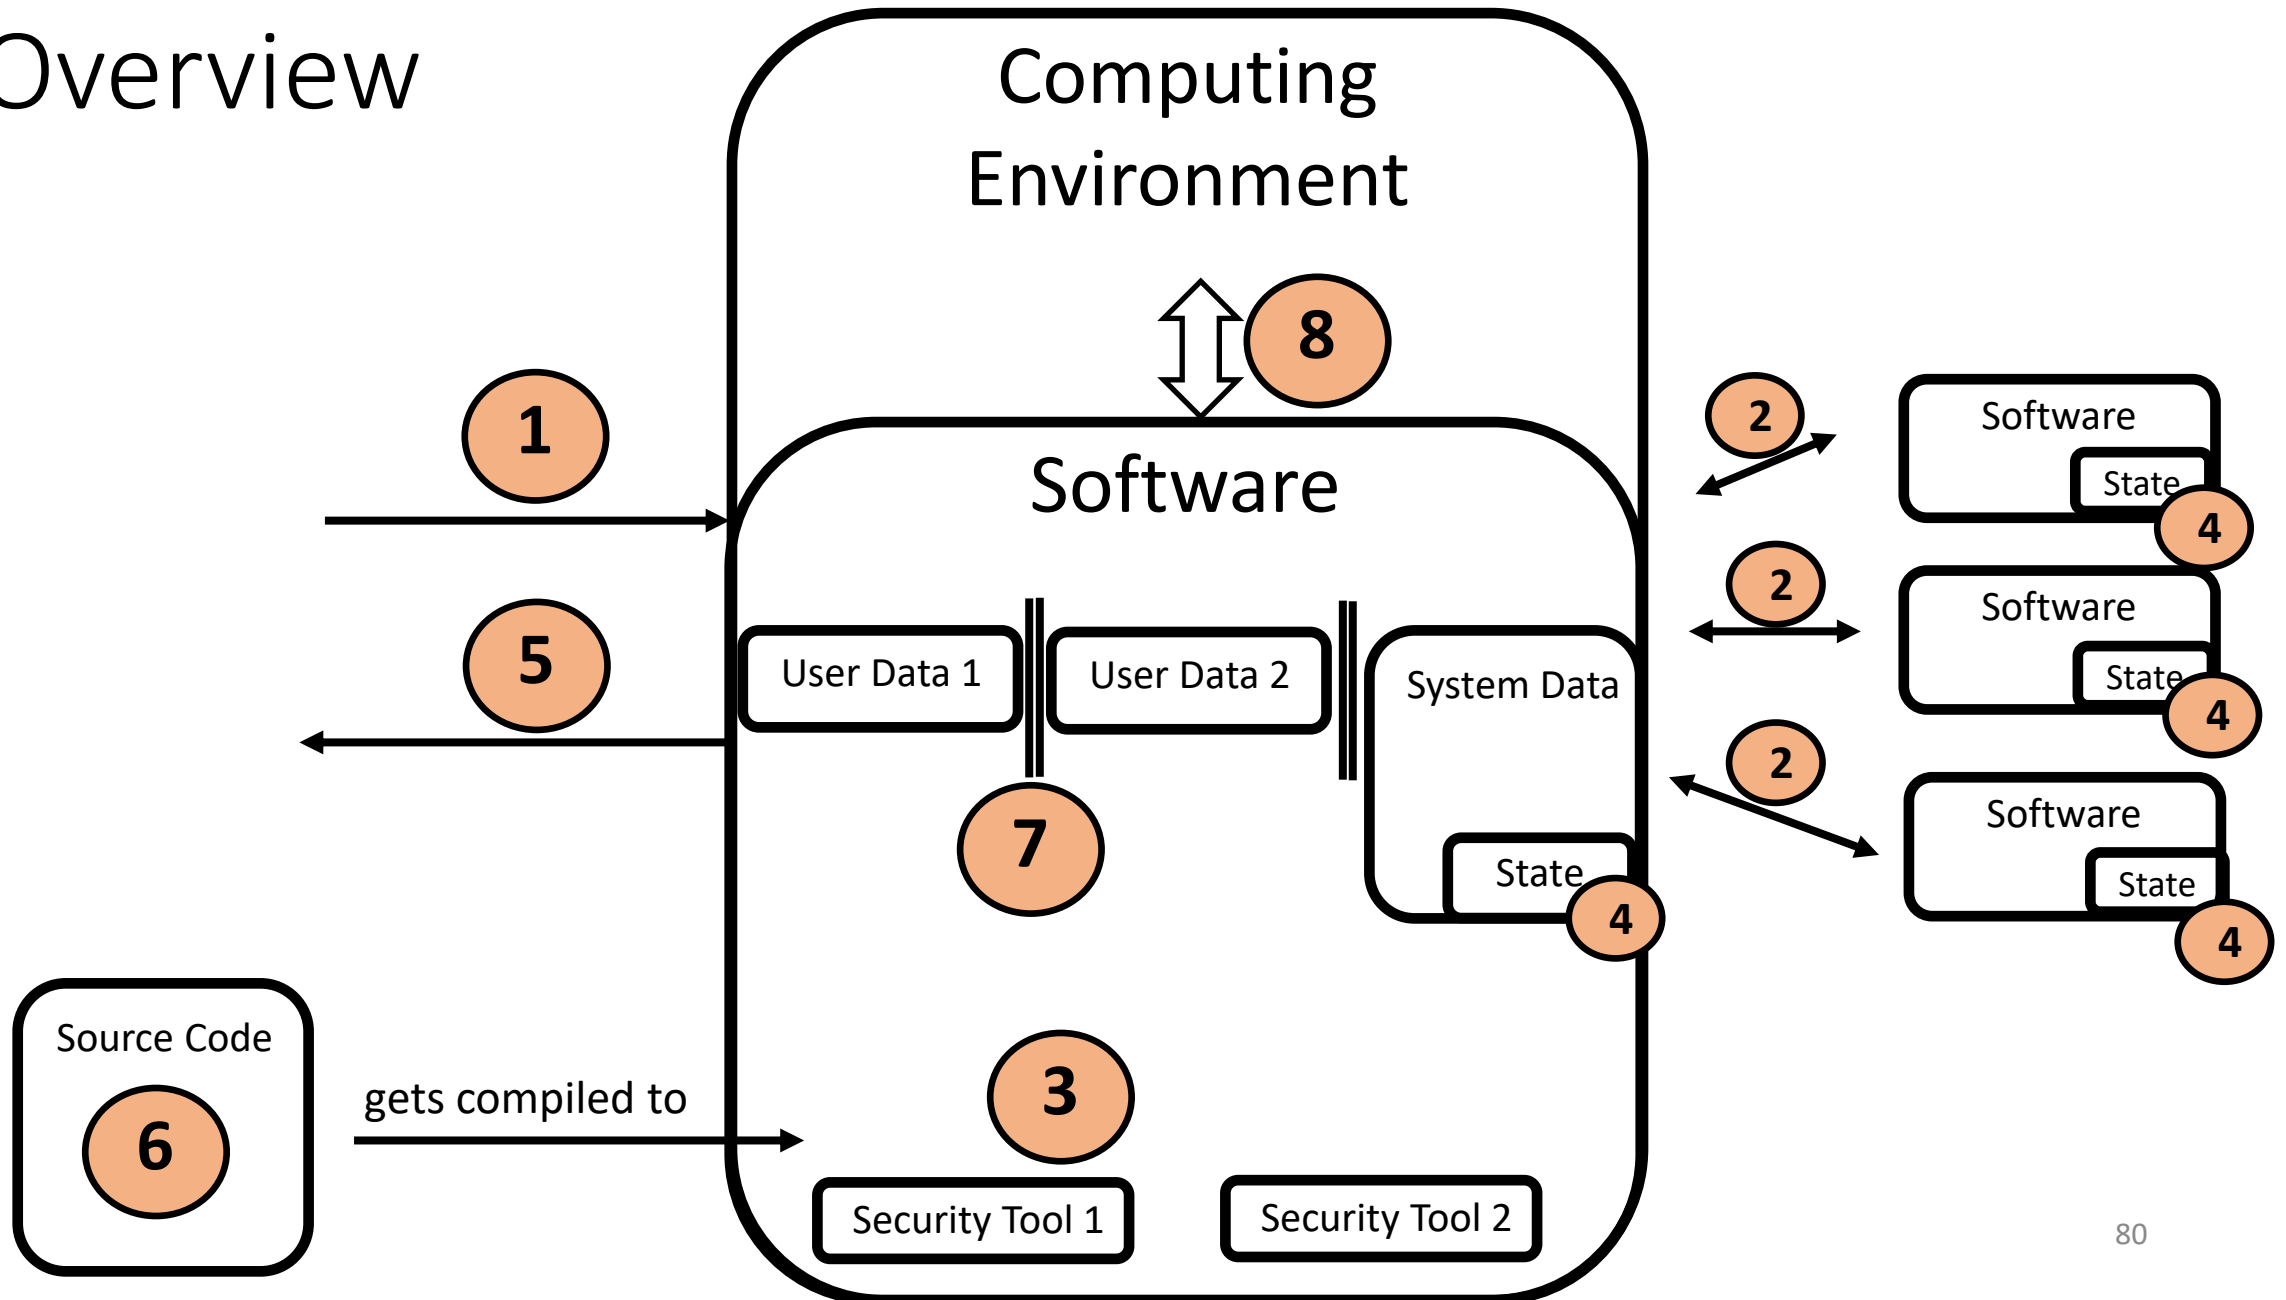 Overview
Computing
Environment
8
1
Software
2
Software
State
4
2
Software
State
4
5
User Data 1
User Data 2
System Data
2
Software
State
4
7
State
4
Source Code
6
gets compiled to
3
Security Tool 1
Security Tool 2
80